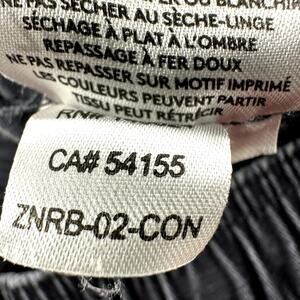 NE PAS SÉCHER AU SÈCHE-LINGE
SÉCHAGE À PLAT À L'OMBRE
REPASSAGE À FER DOUX
NE PAS REPASSER SUR MOTIF IMPRIMÉ
LES COULEURS PEUVENT PARTIR
TISSU PEUT RÉTRÉCIR
CA# 54155
ZNRB-02-CON